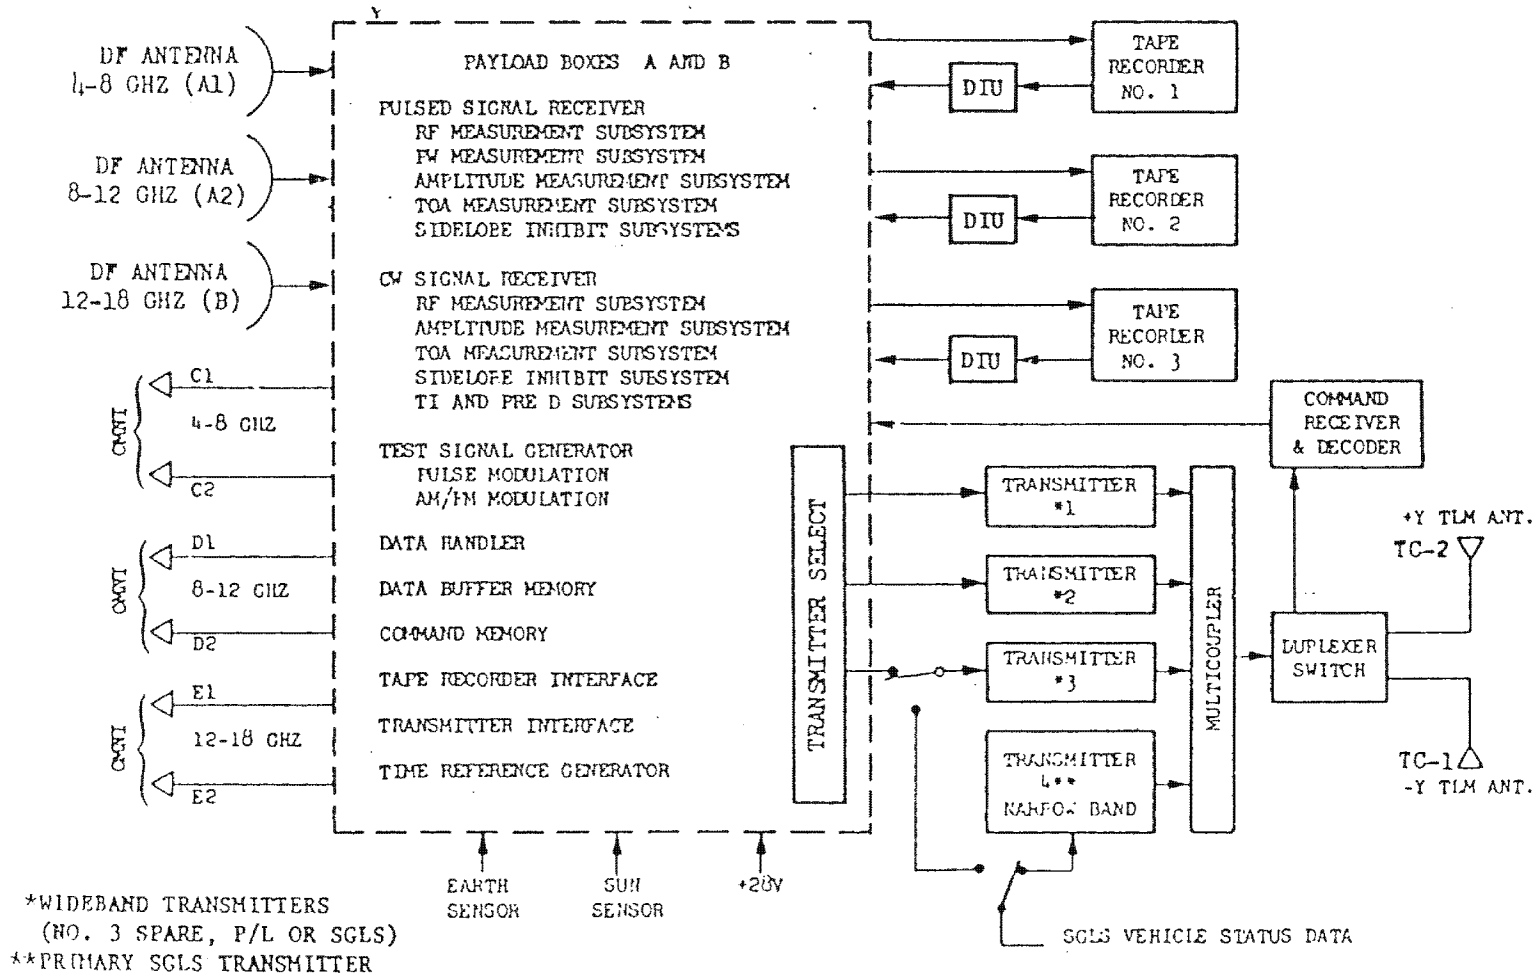 DF ANTENNA
4-8 GHZ (A1)
DF ANTENNA
8-12 GHZ (A2)
DF ANTENNA
12-18 GHZ (B)
Y
PAYLOAD BOXES A AND B
PULSED SIGNAL RECEIVER
RF MEASUREMENT SUBSYSTEM
PW MEASUREMENT SUBSYSTEM
AMPLITUDE MEASUREMENT SUBSYSTEM
TOA MEASUREMENT SUBSYSTEM
SIDELOBE INHIBIT SUBSYSTEMS
CW SIGNAL RECEIVER
RF MEASUREMENT SUBSYSTEM
AMPLITUDE MEASUREMENT SUBSYSTEM
TOA MEASUREMENT SUBSYSTEM
SIDELOBE INHIBIT SUBSYSTEM
TI AND PRE D SUBSYSTEMS
TEST SIGNAL GENERATOR
PULSE MODULATION
AM/FM MODULATION
DATA HANDLER
DATA BUFFER MEMORY
COMMAND MEMORY
TAPE RECORDER INTERFACE
TRANSMITTER INTERFACE
TIME REFERENCE GENERATOR
TRANSMITTER SELECT
OMNI
C1
4-8 GHZ
C2
OMNI
D1
8-12 GHZ
D2
OMNI
E1
12-18 GHZ
E2
TAPE
RECORDER
NO. 1
DIU
TAPE
RECORDER
NO. 2
DIU
TAPE
RECORDER
NO. 3
DIU
COMMAND
RECEIVER
& DECODER
TRANSMITTER
*1
TRANSMITTER
*2
TRANSMITTER
*3
TRANSMITTER
4**
NARROW BAND
MULTICOUPLER
DUPLEXER
SWITCH
+Y TLM ANT.
TC-2
TC-1
-Y TLM ANT.
EARTH
SENSOR
SUN
SENSOR
+28V
SGLS VEHICLE STATUS DATA
*WIDEBAND TRANSMITTERS
(NO. 3 SPARE, P/L OR SGLS)
**PRIMARY SGLS TRANSMITTER